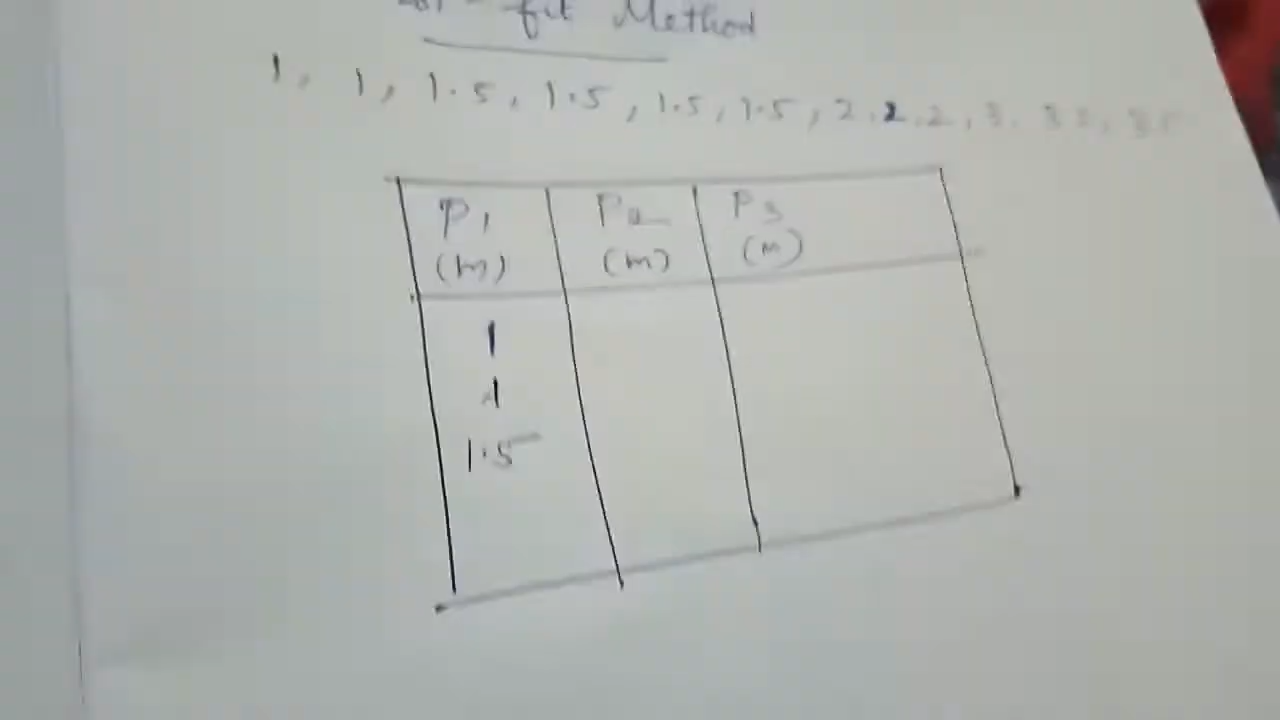 fit Method
1, 1, 1.5, 1.5, 1.5, 1.5, 2, 2, 2, 3,
P1 P2 P3
(m) (m) (m)
1
1
1.5